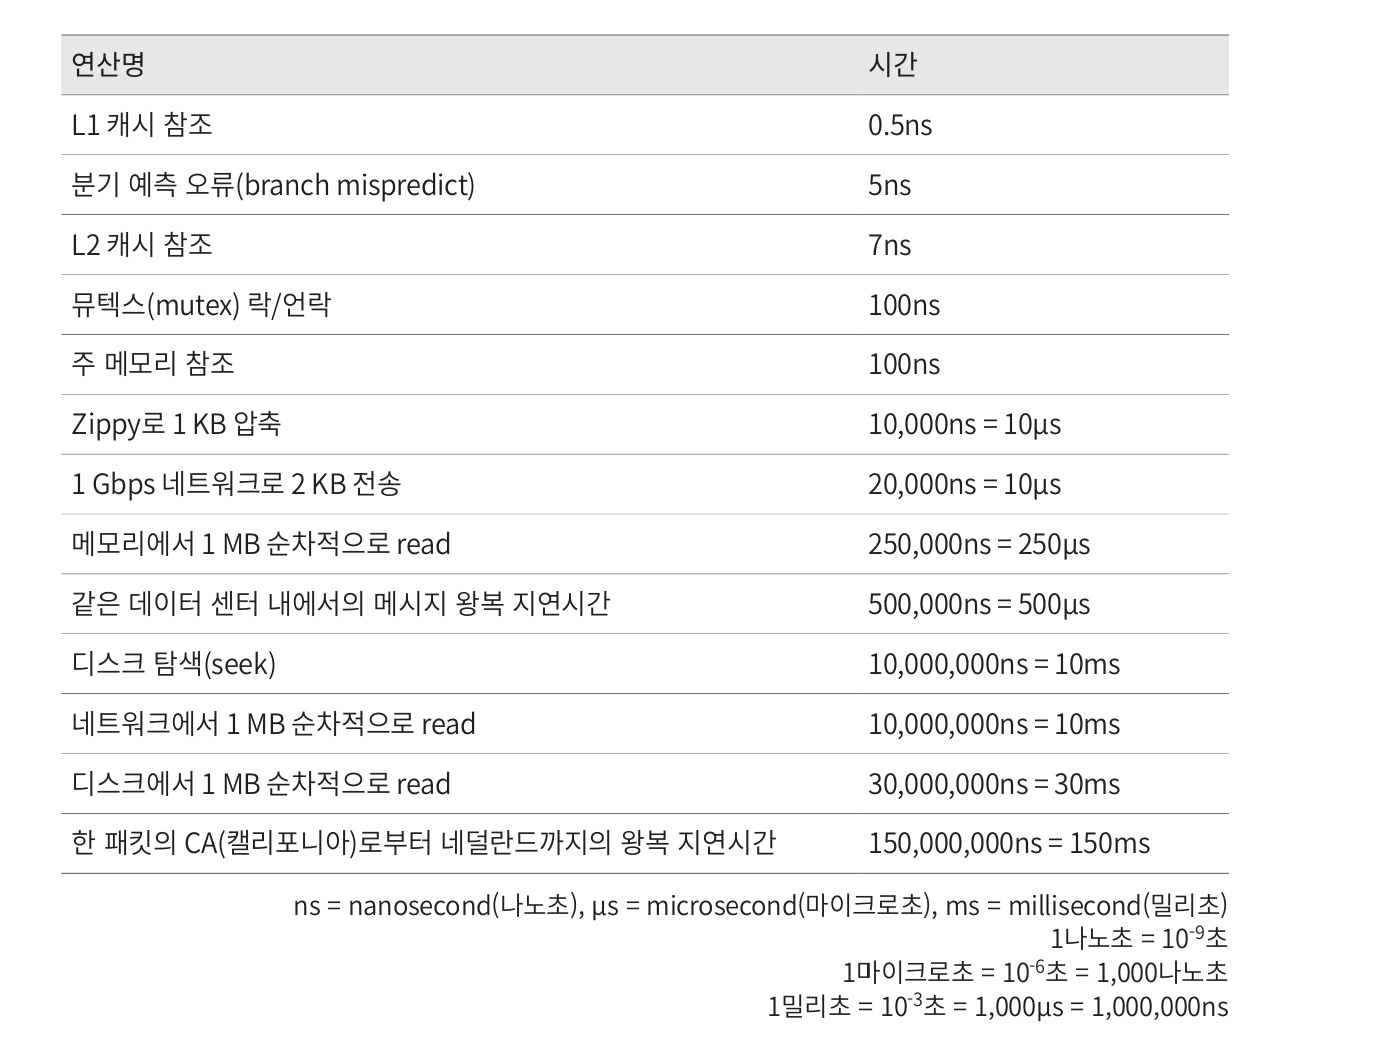 연산명 시간
L1 캐시 참조 0.5ns
분기 예측 오류(branch mispredict) 5ns
L2 캐시 참조 7ns
뮤텍스(mutex) 락/언락 100ns
주 메모리 참조 100ns
Zippy로 1 KB 압축 10,000ns = 10μs
1 Gbps 네트워크로 2 KB 전송 20,000ns = 10μs
메모리에서 1 MB 순차적으로 read 250,000ns = 250μs
같은 데이터 센터 내에서의 메시지 왕복 지연시간 500,000ns = 500μs
디스크 탐색(seek) 10,000,000ns = 10ms
네트워크에서 1 MB 순차적으로 read 10,000,000ns = 10ms
디스크에서 1 MB 순차적으로 read 30,000,000ns = 30ms
한 패킷의 CA(캘리포니아)로부터 네덜란드까지의 왕복 지연시간 150,000,000ns = 150ms
ns = nanosecond(나노초), μs = microsecond(마이크로초), ms = millisecond(밀리초)
1나노초 = 10⁻⁹초
1마이크로초 = 10⁻⁶초 = 1,000나노초
1밀리초 = 10⁻³초 = 1,000μs = 1,000,000ns